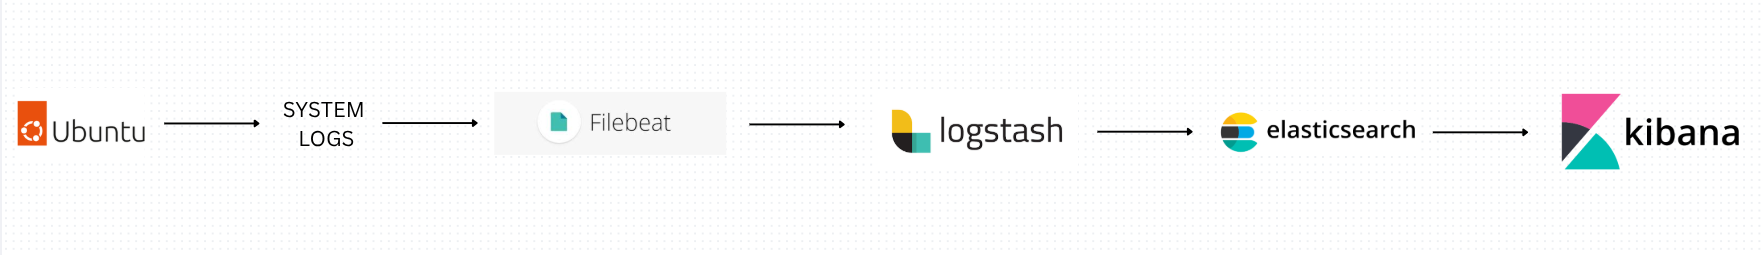 Ubuntu
SYSTEM
LOGS
Filebeat
logstash
elasticsearch
kibana